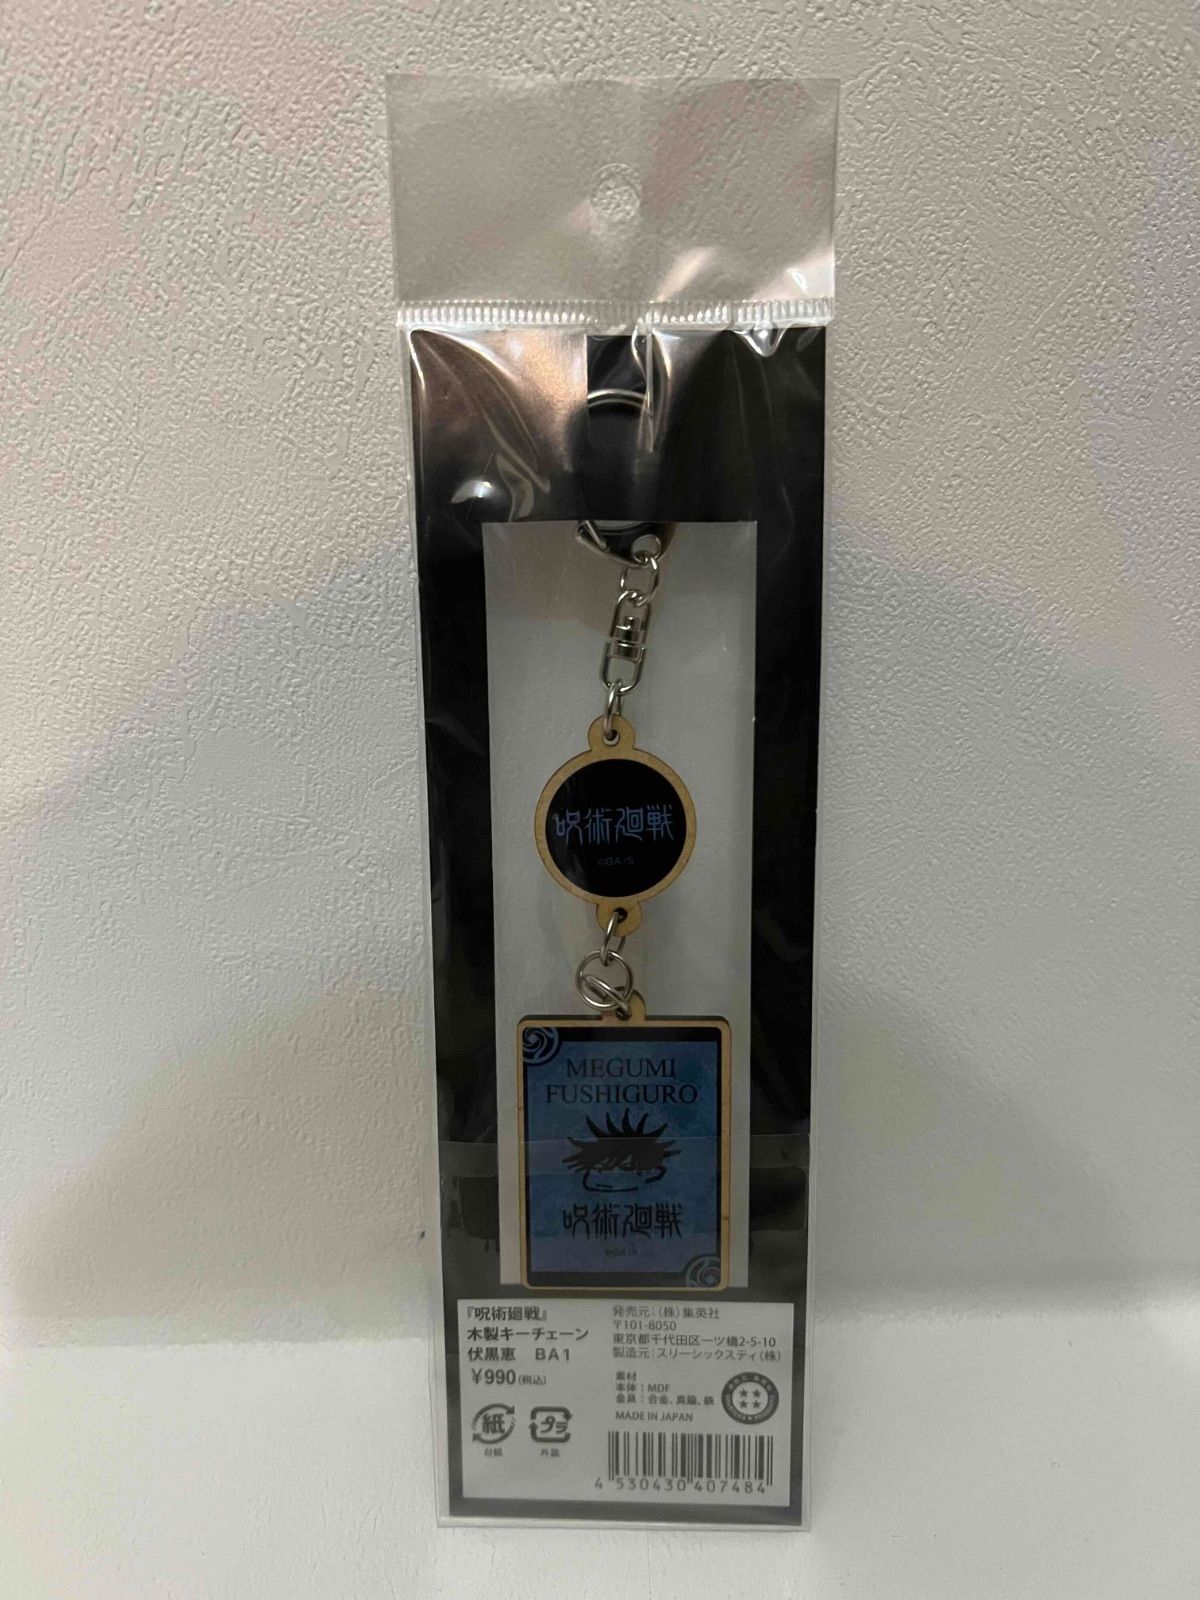 呪術廻戦
©GA/S
MEGUMI
FUSHIGURO
呪術廻戦
『呪術廻戦』
木製キーチェーン
伏黒恵 BA1
¥990(税込)
発売元:(株)集英社
〒101-8050
東京都千代田区一ツ橋2-5-10
製造元:スリーシックスティ(株)
素材
本体:MDF
金具:合金、真鍮、鉄
MADE IN JAPAN
紙
台紙
プラ
外装
4 530430 407484